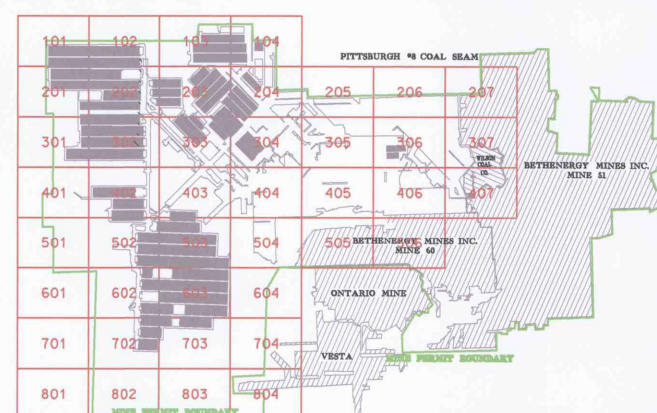 101 102 103 104
PITTSBURGH #8 COAL SEAM
201 202 203 204 205 206 207
301 302 303 304 305 306 307
WILSON
COAL
CO.
BETHENERGY MINES INC.
MINE 51
401 402 403 404 405 406 407
501 502 503 504 505 506
BETHENERGY MINES INC.
MINE 60
601 602 603 604
ONTARIO MINE
701 702 703 704
VESTA
MINE PERMIT BOUNDARY
801 802 803 804
MINE PERMIT BOUNDARY